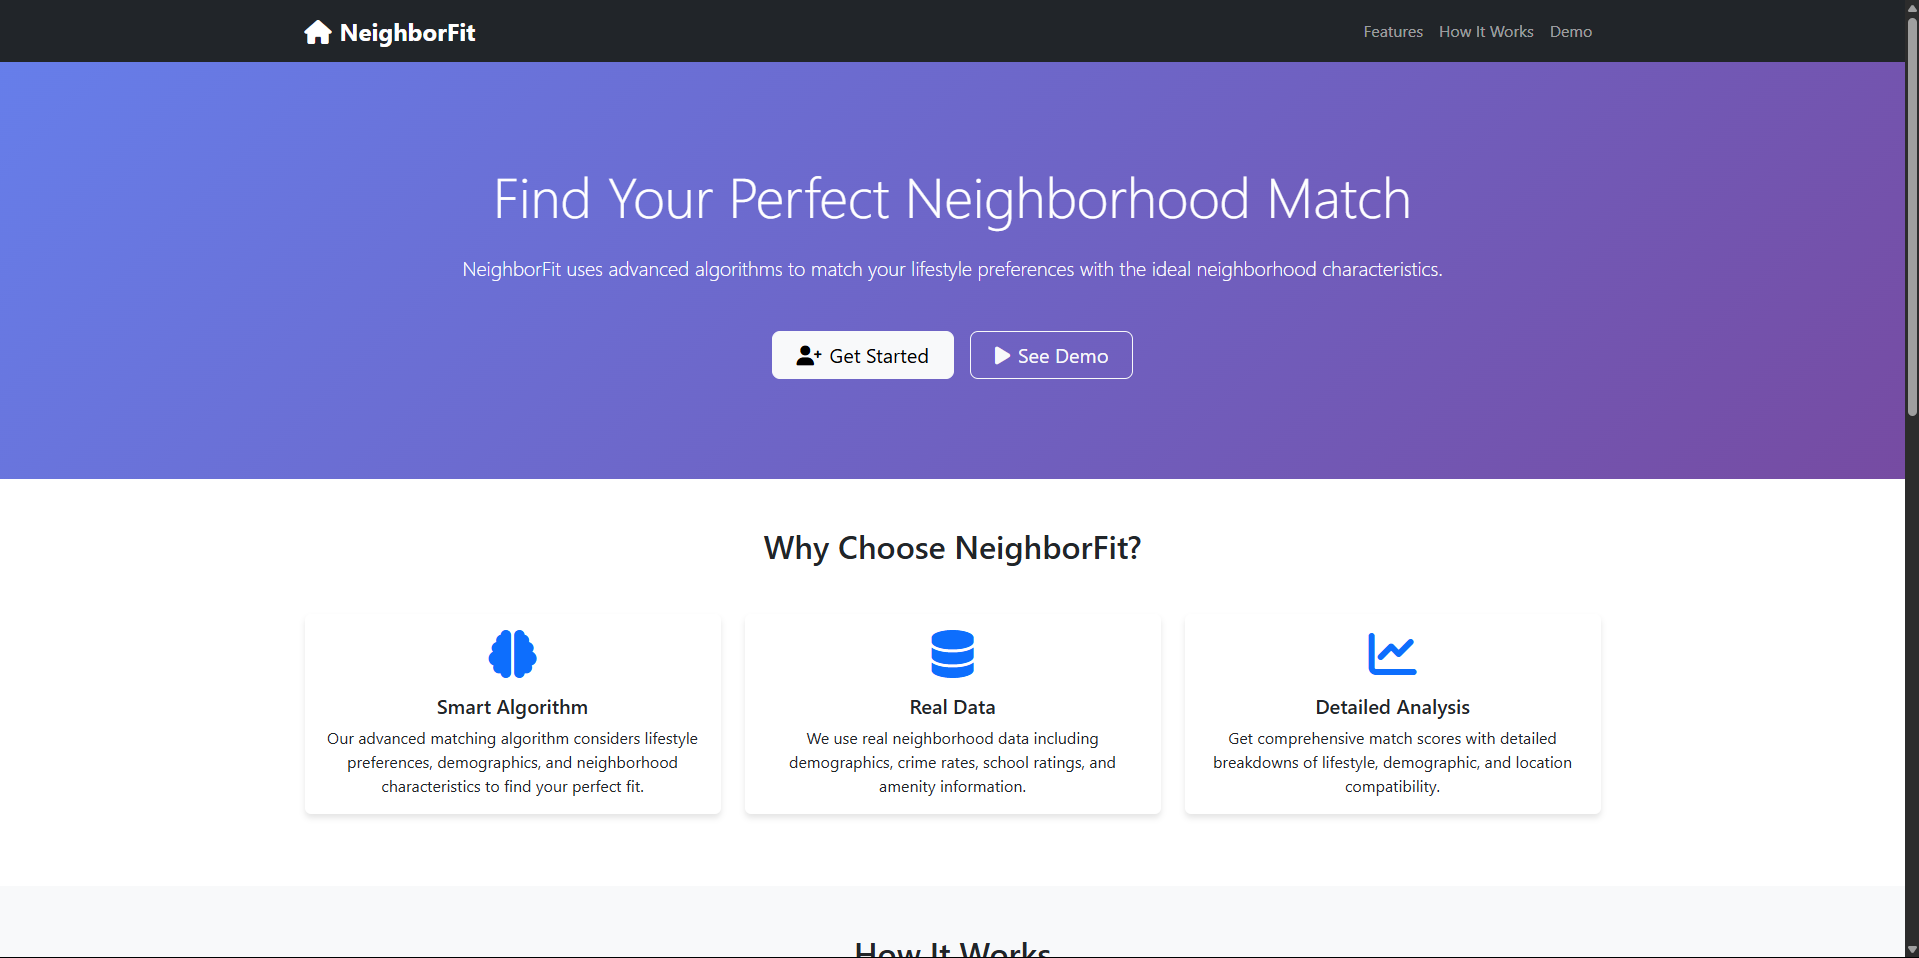 NeighborFit
Features How It Works Demo
Find Your Perfect Neighborhood Match
NeighborFit uses advanced algorithms to match your lifestyle preferences with the ideal neighborhood characteristics.
Get Started
See Demo
Why Choose NeighborFit?
Smart Algorithm
Our advanced matching algorithm considers lifestyle
preferences, demographics, and neighborhood
characteristics to find your perfect fit.
Real Data
We use real neighborhood data including
demographics, crime rates, school ratings, and
amenity information.
Detailed Analysis
Get comprehensive match scores with detailed
breakdowns of lifestyle, demographic, and location
compatibility.
How It Works